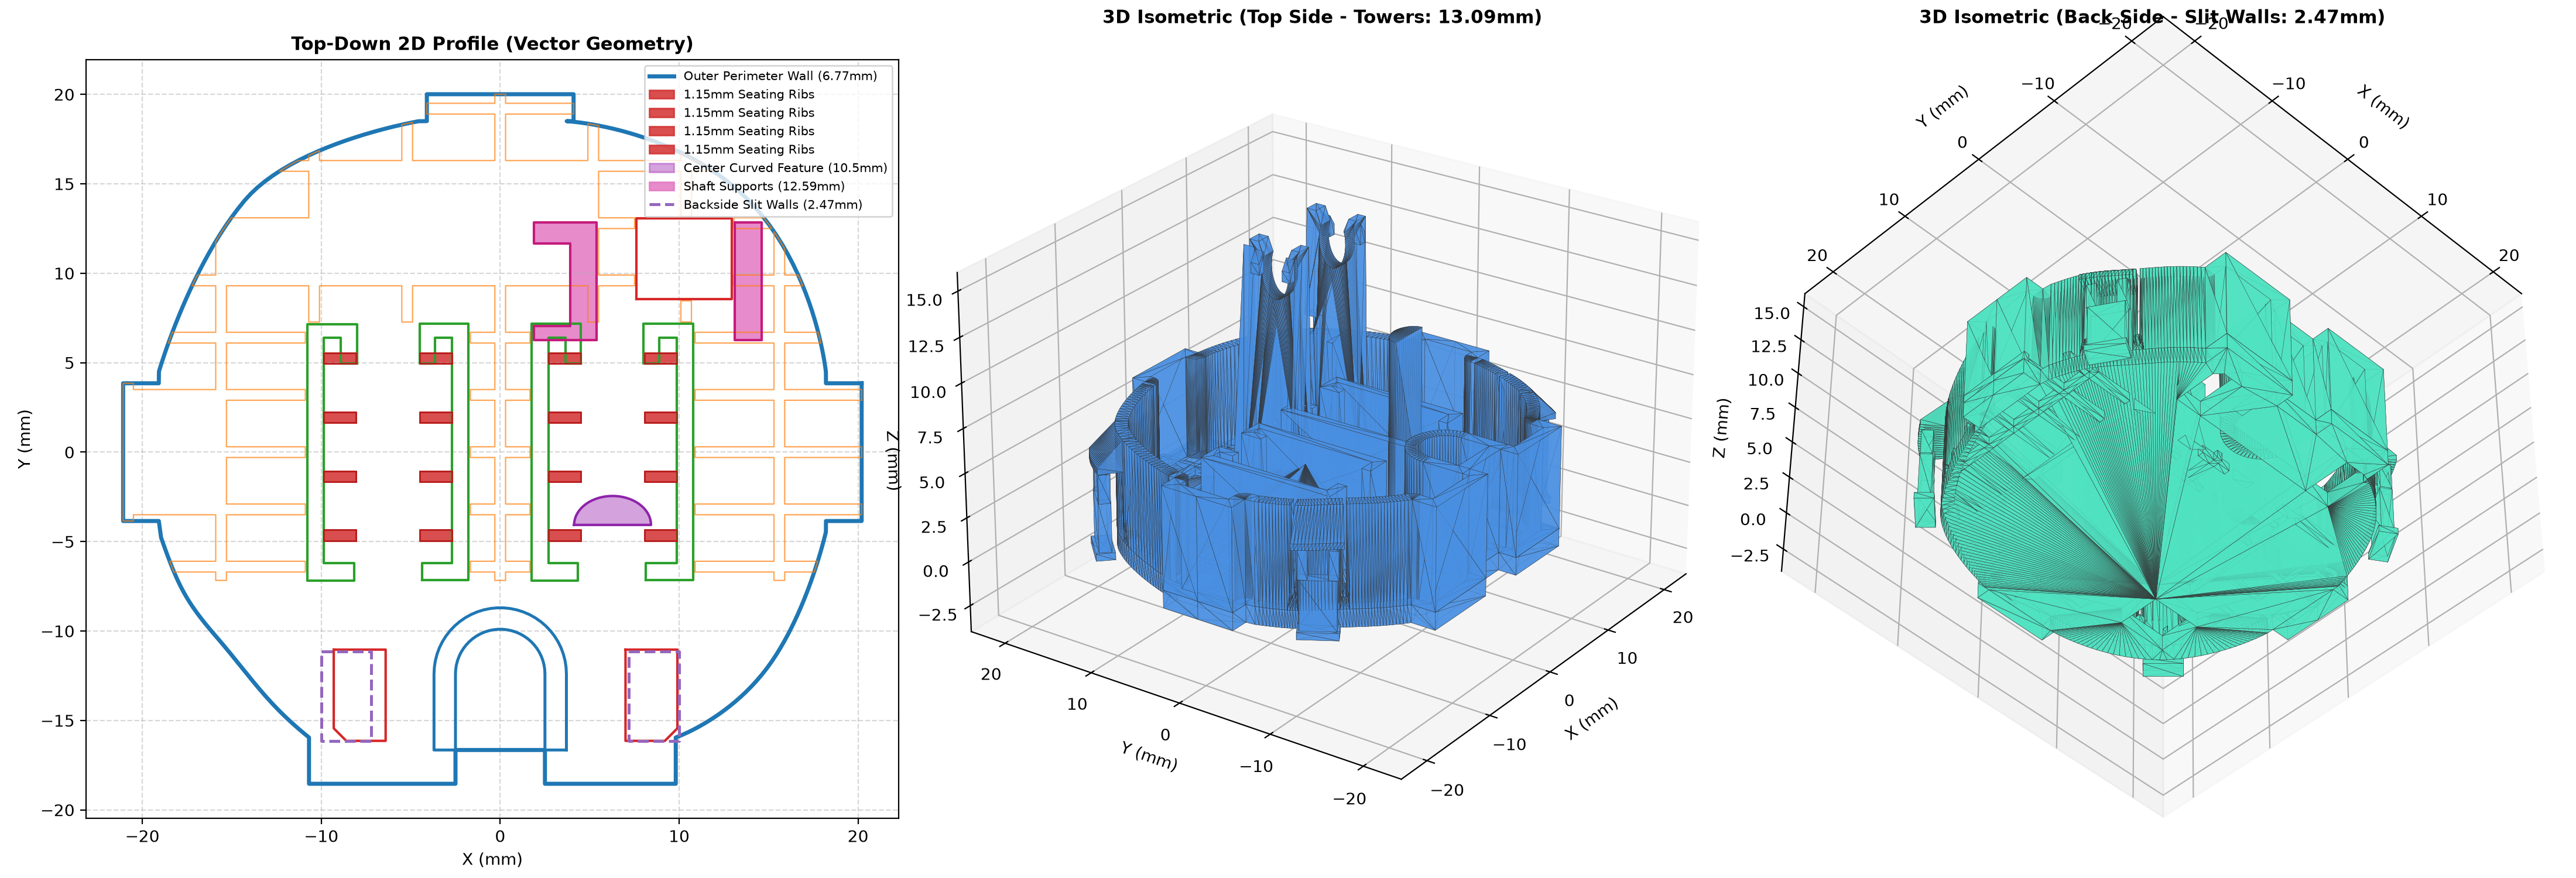 Top-Down 2D Profile (Vector Geometry)
Outer Perimeter Wall (6.77mm)
1.15mm Seating Ribs
1.15mm Seating Ribs
1.15mm Seating Ribs
1.15mm Seating Ribs
Center Curved Feature (10.5mm)
Shaft Supports (12.59mm)
Backside Slit Walls (2.47mm)
20
15
10
5
0
−5
−10
−15
−20
Y (mm)
−20
−10
0
10
20
X (mm)
3D Isometric (Top Side - Towers: 13.09mm)
15.0
12.5
10.0
7.5
5.0
2.5
0.0
−2.5
Z (mm)
20
10
0
−10
−20
Y (mm)
20
10
0
−10
−20
X (mm)
3D Isometric (Back Side - Slit Walls: 2.47mm)
−20
−10
0
10
20
Y (mm)
−20
−10
0
10
20
X (mm)
15.0
12.5
10.0
7.5
5.0
2.5
0.0
−2.5
Z (mm)